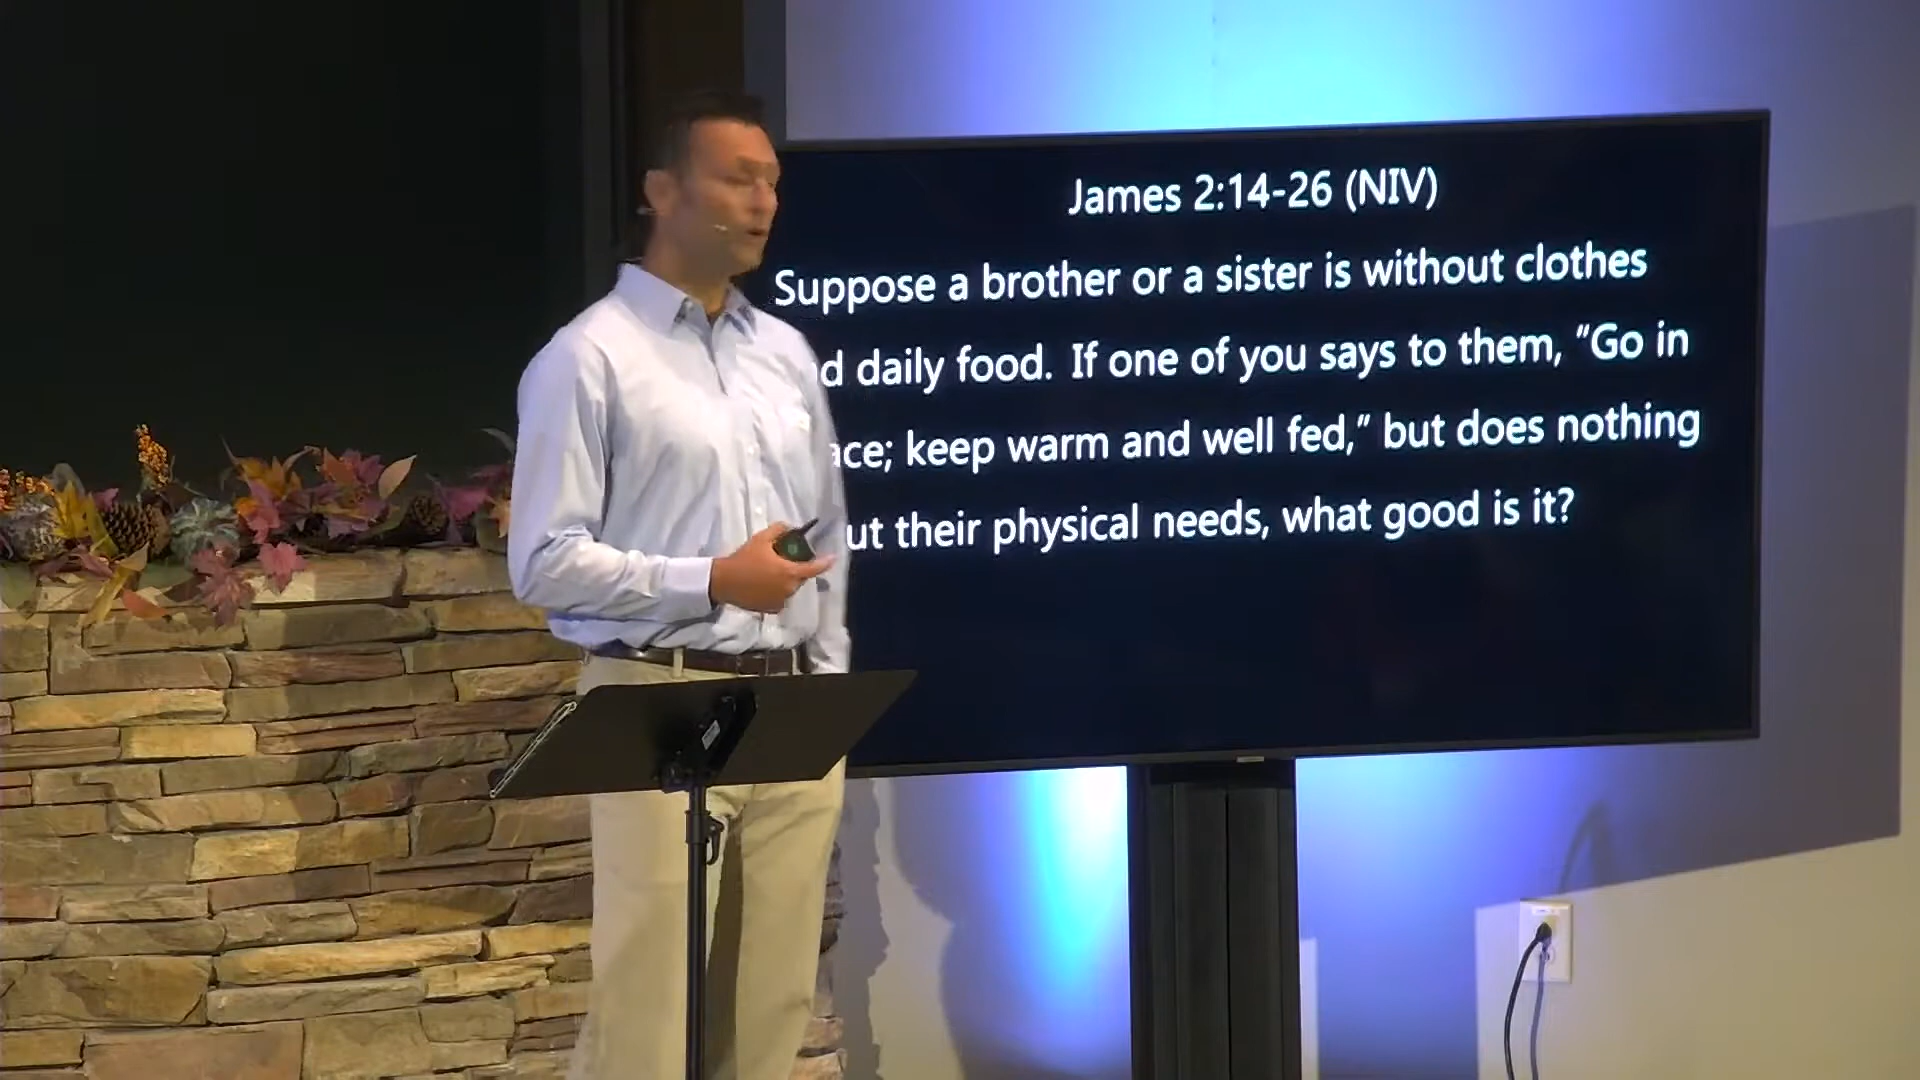 James 2:14-26 (NIV)
Suppose a brother or a sister is without clothes
daily food. If one of you says to them, “Go in
keep warm and well fed,” but does nothing
their physical needs, what good is it?